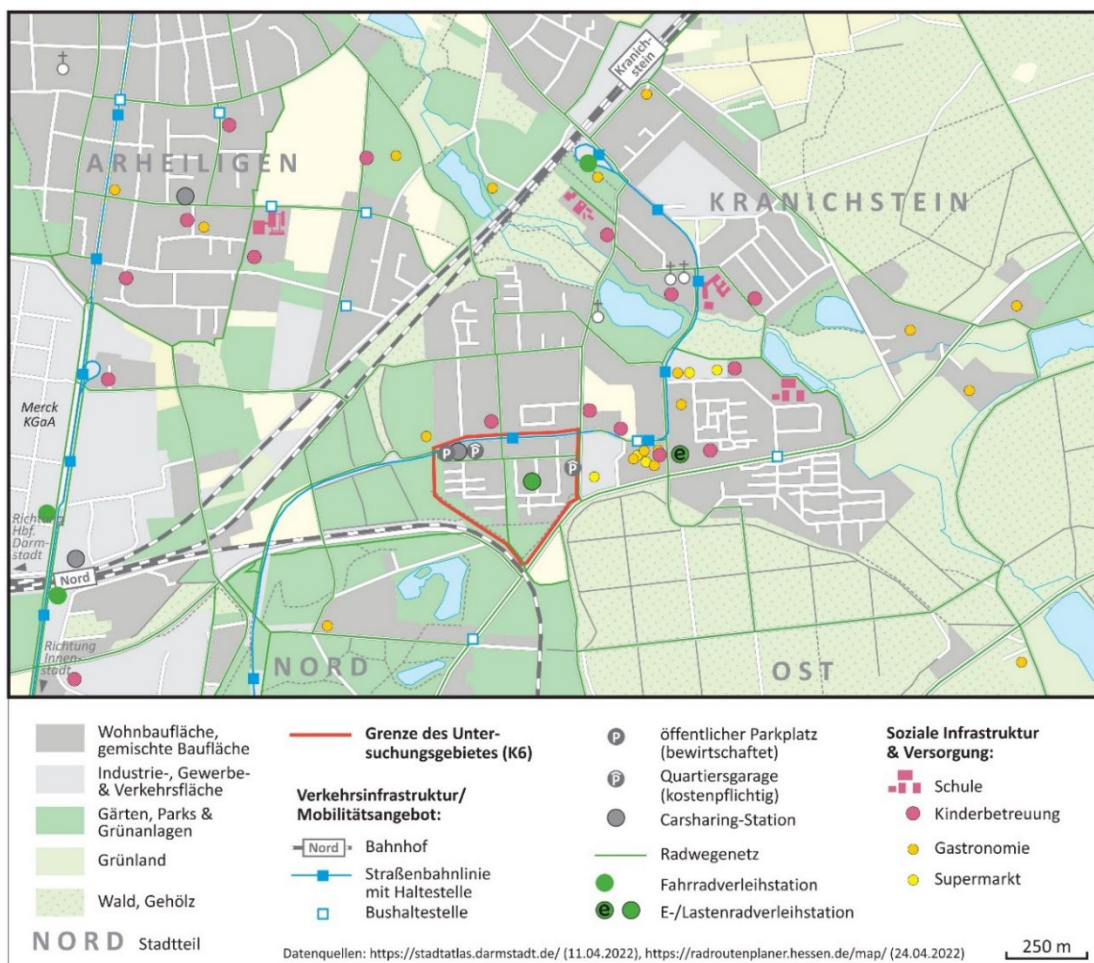 Kranich-
stein
ARHEILIGEN
KRANICHSTEIN
Merck
KGaA
P
P
P
e
Richtung
Hbf.
Darm-
stadt
Nord
Richtung
Innen-
stadt
NORD
OST
Wohnbaufläche,
gemischte Baufläche
Industrie-, Gewerbe-
& Verkehrsfläche
Gärten, Parks &
Grünanlagen
Grünland
Wald, Gehölz
NORD Stadtteil
Grenze des Unter-
suchungsgebietes (K6)
Verkehrsinfrastruktur/
Mobilitätsangebot:
Nord Bahnhof
Straßenbahnlinie
mit Haltestelle
Bushaltestelle
P öffentlicher Parkplatz
(bewirtschaftet)
P Quartiersgarage
(kostenpflichtig)
Carsharing-Station
Radwegenetz
Fahrradverleihstation
e E-/Lastenradverleihstation
Soziale Infrastruktur
& Versorgung:
Schule
Kinderbetreuung
Gastronomie
Supermarkt
Datenquellen: https://stadtatlas.darmstadt.de/ (11.04.2022), https://radroutenplaner.hessen.de/map/ (24.04.2022)
250 m